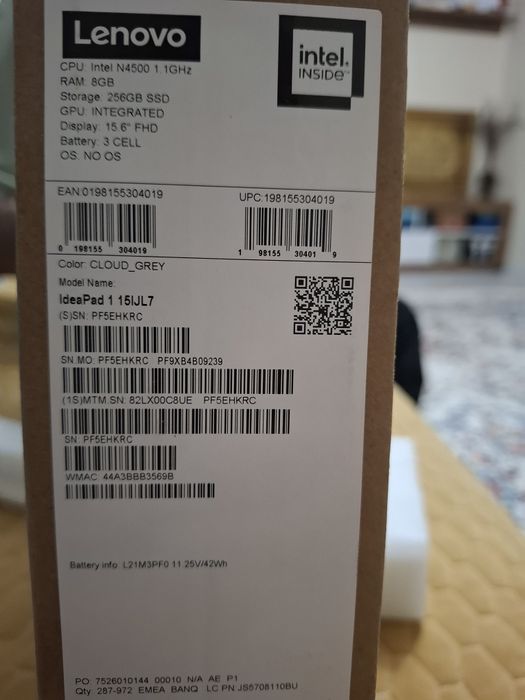 Lenovo
intel.
INSIDE™
CPU: Intel N4500 1.1GHz
RAM: 8GB
Storage: 256GB SSD
GPU: INTEGRATED
Display: 15.6" FHD
Battery: 3 CELL
OS: NO OS
EAN:0198155304019
UPC:198155304019
0 198155 304019
1 98155 30401 9
Color: CLOUD_GREY
Model Name:
IdeaPad 1 15IJL7
(S)SN: PF5EHKRC
SN MO: PF5EHKRC PF9XB4B09239
(1S)MTM SN: 82LX00C8UE PF5EHKRC
SN: PF5EHKRC
WMAC: 44A3BBB3569B
Battery info: L21M3PF0 11.25V/42Wh
PO: 7526010144 00010 N/A AE P1
Qty: 287-972 EMEA BANQ LC PN JS5708110BU